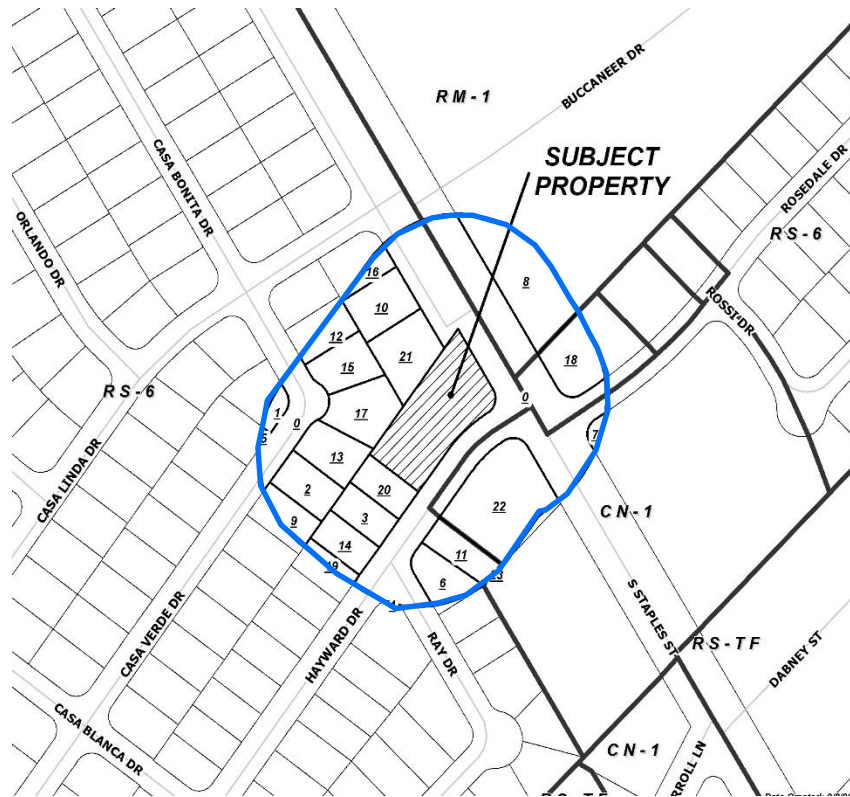 RM-1
BUCCANEER DR
SUBJECT
PROPERTY
CASA BONITA DR
ORLANDO DR
ROSEDALE DR
RS-6
ROSSI DR
16
8
10
12
21
18
15
RS-6
0
1
17
0
7
13
CASA LINDA DR
20
2
22
CN-1
3
9
14
11
19
6
S STAPLES ST
CASA VERDE DR
HAYWARD DR
RAY DR
RS-TF
DABNEY ST
CASA BLANCA DR
CN-1